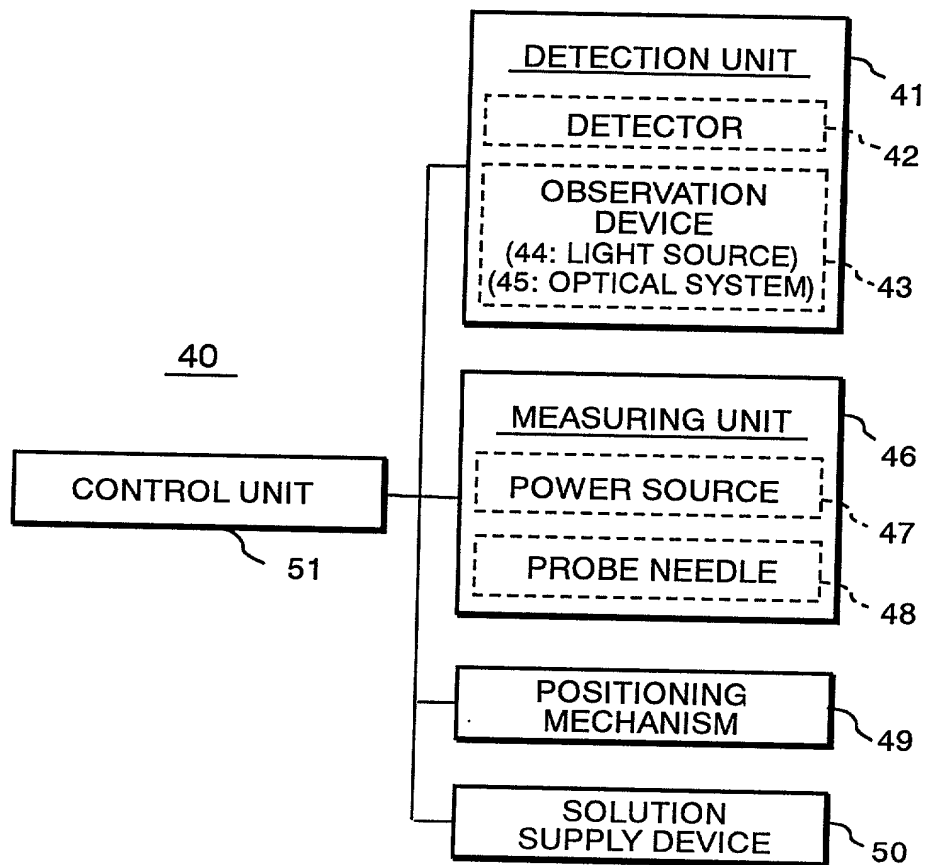 DETECTION UNIT
41
DETECTOR
42
OBSERVATION
DEVICE
(44: LIGHT SOURCE)
(45: OPTICAL SYSTEM)
43
40
MEASURING UNIT
46
CONTROL UNIT
POWER SOURCE
47
51
PROBE NEEDLE
48
POSITIONING
MECHANISM
49
SOLUTION
SUPPLY DEVICE
50